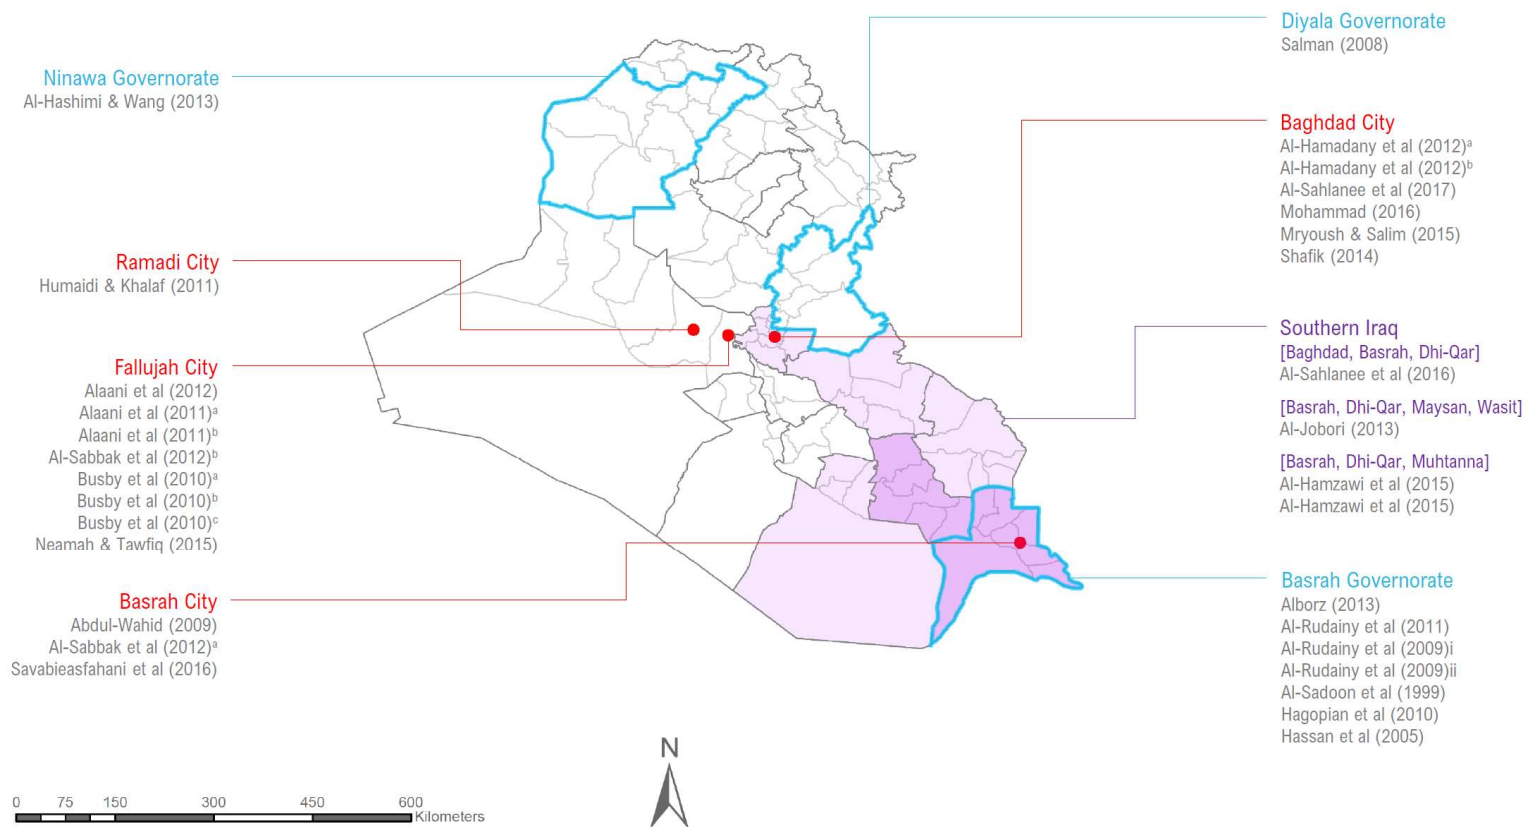 Ninawa Governorate
Al-Hashimi & Wang (2013)
Ramadi City
Humaidi & Khalaf (2011)
Fallujah City
Alaani et al (2012)
Alaani et al (2011)ᵃ
Alaani et al (2011)ᵇ
Al-Sabbak et al (2012)ᵇ
Busby et al (2010)ᵃ
Busby et al (2010)ᵇ
Busby et al (2010)ᶜ
Neamah & Tawfiq (2015)
Basrah City
Abdul-Wahid (2009)
Al-Sabbak et al (2012)ᵃ
Savabieasfahani et al (2016)
Diyala Governorate
Salman (2008)
Baghdad City
Al-Hamadany et al (2012)ᵃ
Al-Hamadany et al (2012)ᵇ
Al-Sahlanee et al (2017)
Mohammad (2016)
Mryoush & Salim (2015)
Shafik (2014)
Southern Iraq
[Baghdad, Basrah, Dhi-Qar]
Al-Sahlanee et al (2016)
[Basrah, Dhi-Qar, Maysan, Wasit]
Al-Jobori (2013)
[Basrah, Dhi-Qar, Muhtanna]
Al-Hamzawi et al (2015)
Al-Hamzawi et al (2015)
Basrah Governorate
Alborz (2013)
Al-Rudainy et al (2011)
Al-Rudainy et al (2009)i
Al-Rudainy et al (2009)ii
Al-Sadoon et al (1999)
Hagopian et al (2010)
Hassan et al (2005)
N
0 75 150 300 450 600
Kilometers